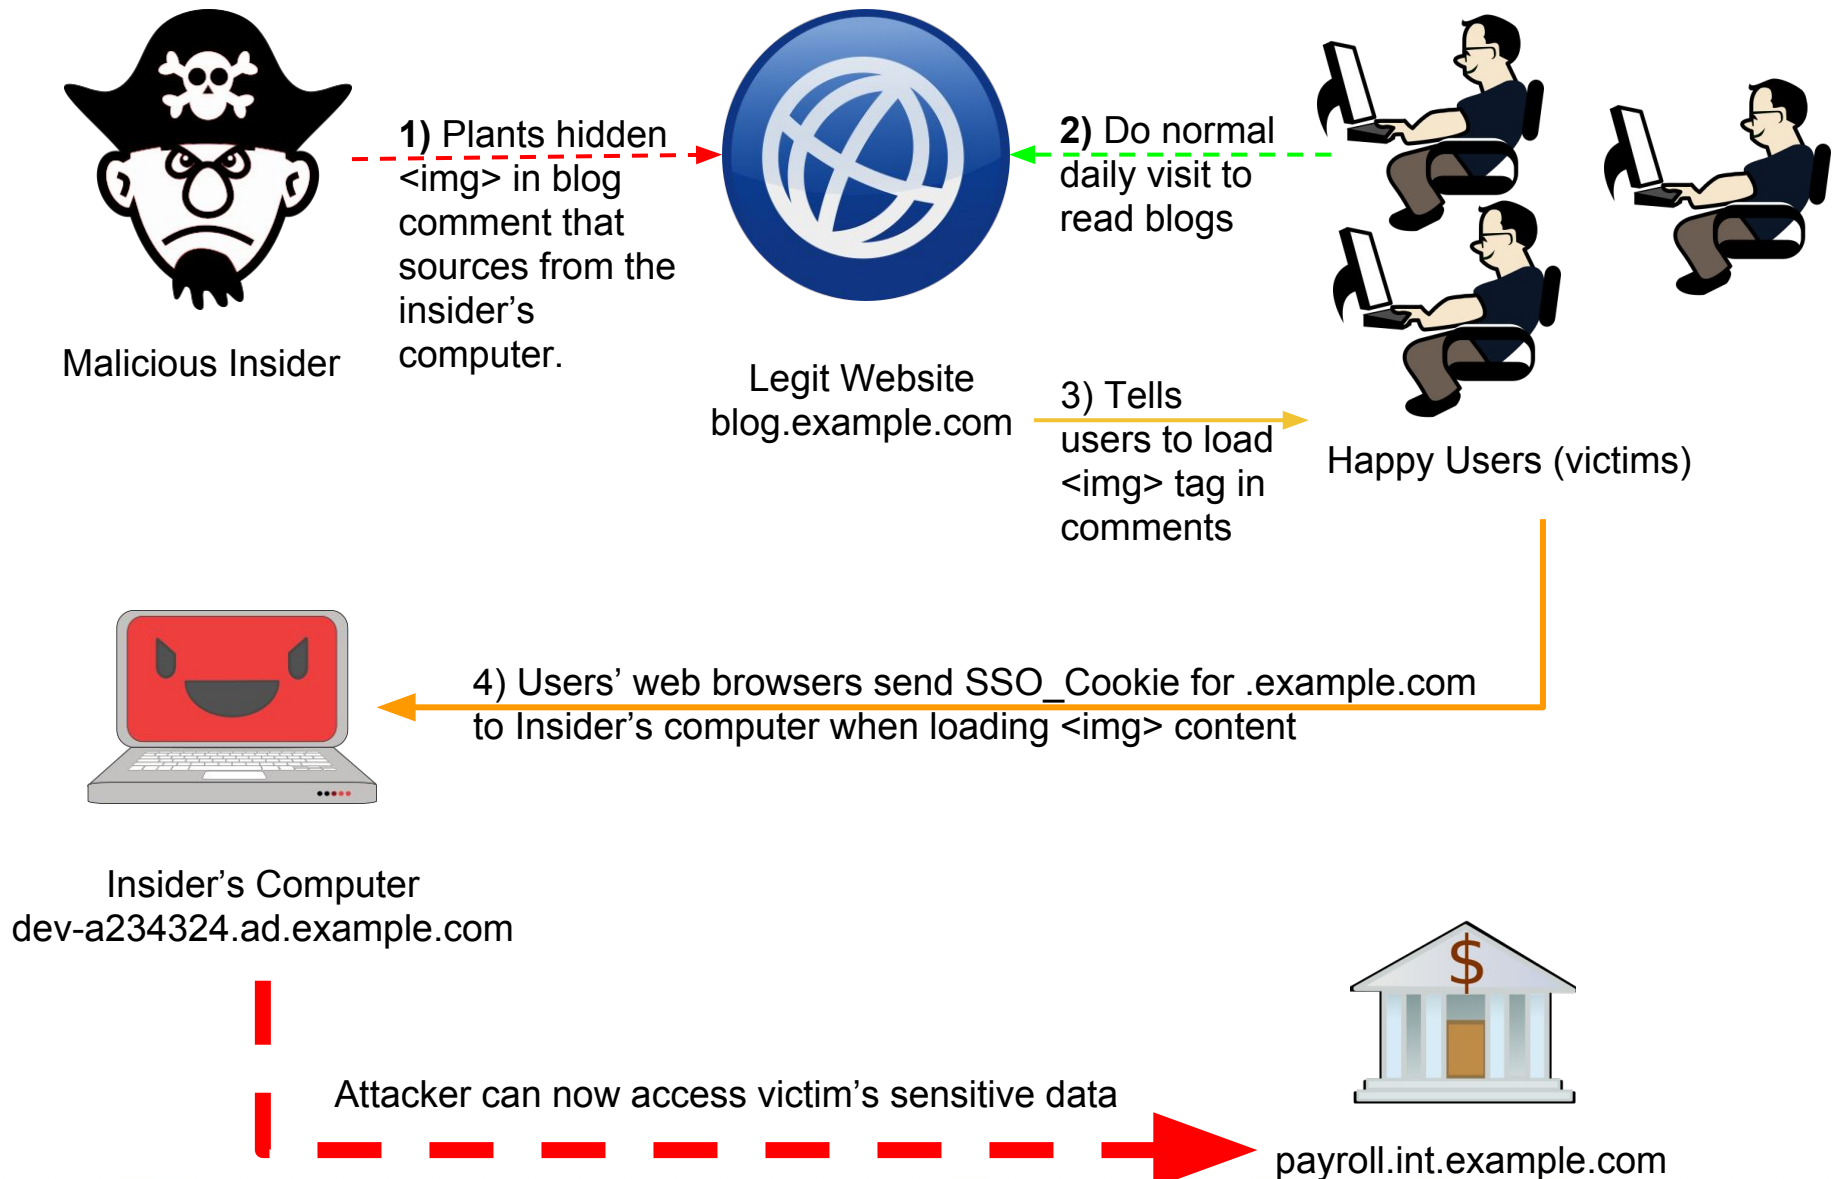 1) Plants hidden
<img> in blog
comment that
sources from the
insider's
computer.
Malicious Insider
Legit Website
blog.example.com
2) Do normal
daily visit to
read blogs
3) Tells
users to load
<img> tag in
comments
Happy Users (victims)
4) Users' web browsers send SSO_Cookie for .example.com
to Insider's computer when loading <img> content
Insider's Computer
dev-a234324.ad.example.com
Attacker can now access victim's sensitive data
$
payroll.int.example.com